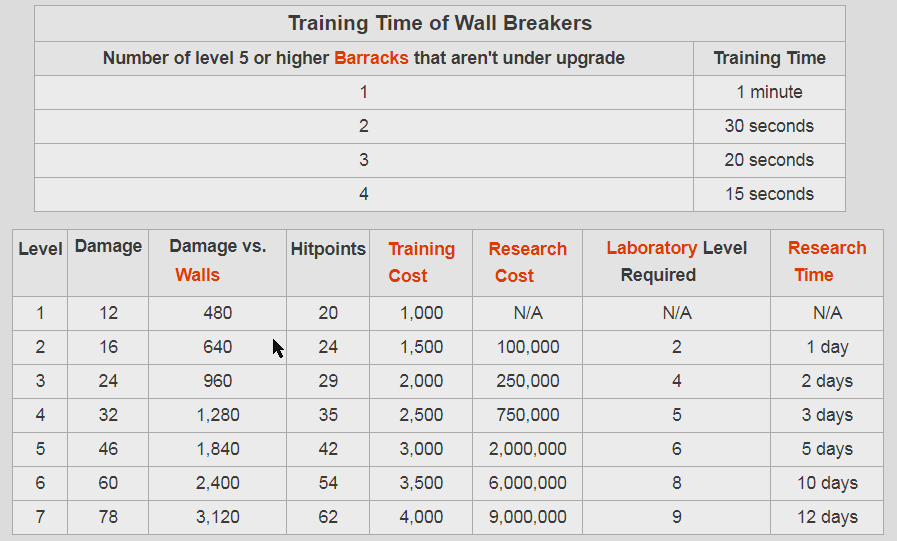 Training Time of Wall Breakers
Number of level 5 or higher Barracks that aren't under upgrade Training Time
1 1 minute
2 30 seconds
3 20 seconds
4 15 seconds
Level Damage Damage vs. Walls Hitpoints Training Cost Research Cost Laboratory Level Required Research Time
1 12 480 20 1,000 N/A N/A N/A
2 16 640 24 1,500 100,000 2 1 day
3 24 960 29 2,000 250,000 4 2 days
4 32 1,280 35 2,500 750,000 5 3 days
5 46 1,840 42 3,000 2,000,000 6 5 days
6 60 2,400 54 3,500 6,000,000 8 10 days
7 78 3,120 62 4,000 9,000,000 9 12 days